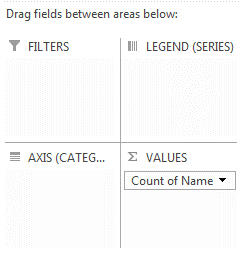 Drag fields between areas below:
FILTERS
LEGEND (SERIES)
AXIS (CATEG...
Σ VALUES
Count of Name